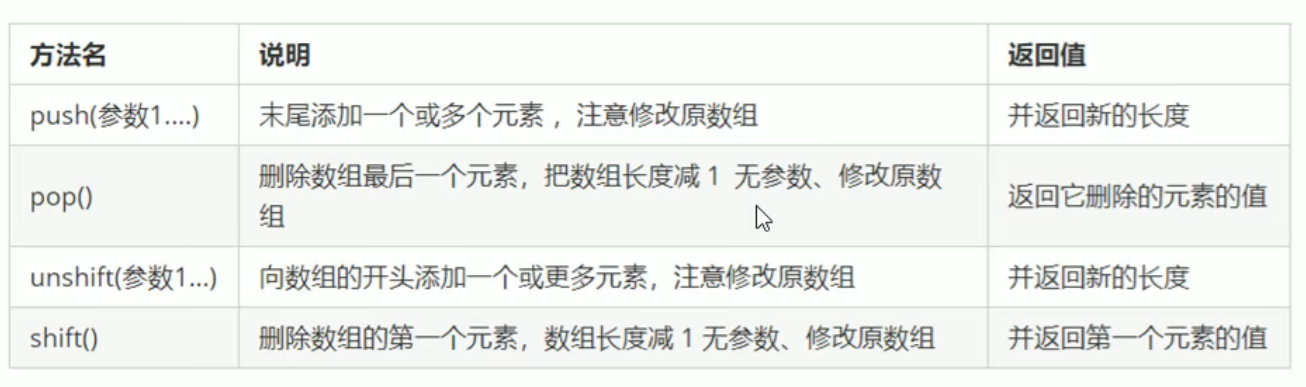 方法名 说明 返回值
push(参数1....) 末尾添加一个或多个元素 ，注意修改原数组 并返回新的长度
pop() 删除数组最后一个元素，把数组长度减 1 无参数、修改原数
组 返回它删除的元素的值
unshift(参数1...) 向数组的开头添加一个或更多元素，注意修改原数组 并返回新的长度
shift() 删除数组的第一个元素，数组长度减 1 无参数、修改原数组 并返回第一个元素的值